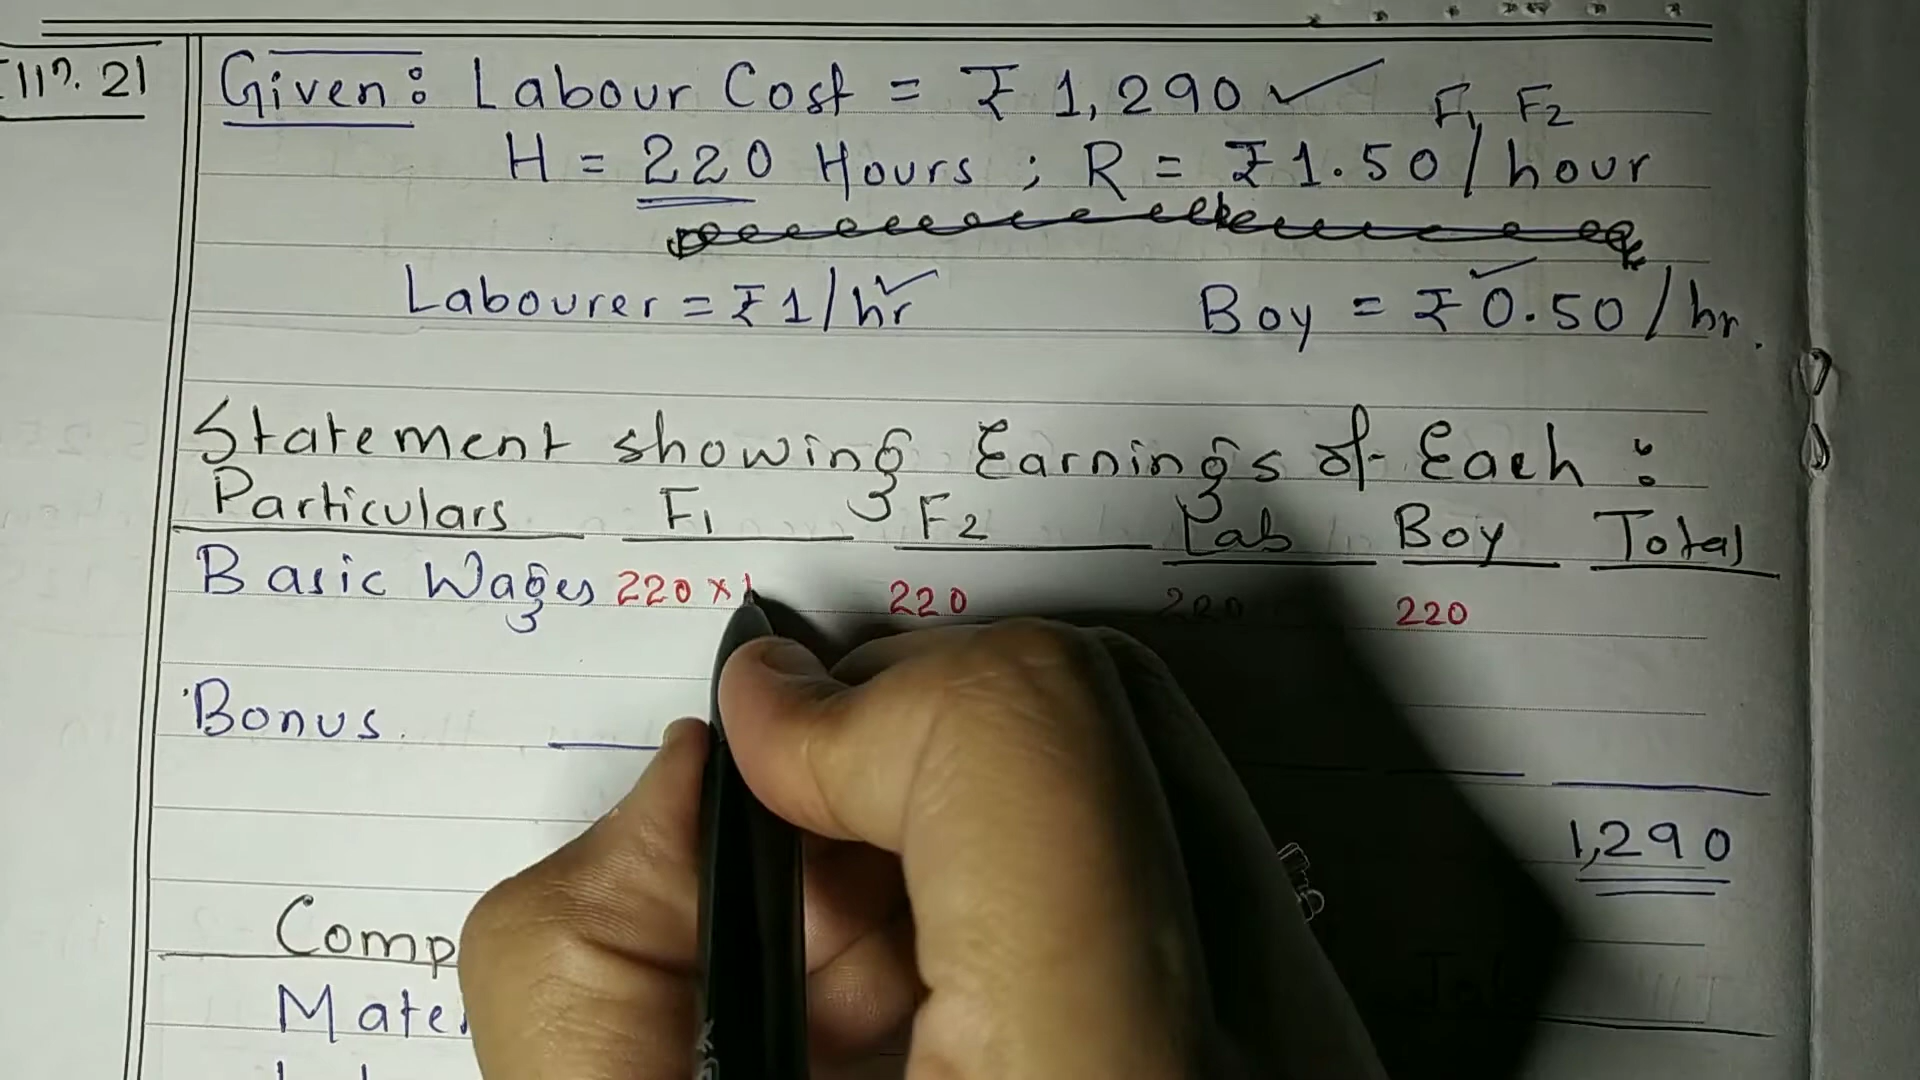 Illn. 21
Given: Labour Cost = ₹ 1,290 ✓
F1 F2
H = 220 Hours ; R = ₹1.50/hour
Labourer = ₹1/hr
Boy = ₹0.50/hr.
Statement showing Earnings of Each :
Particulars F1 F2 Lab Boy Total
Basic Wages 220 × 1 220 220 220
Bonus.
1,290
Comp
Mate